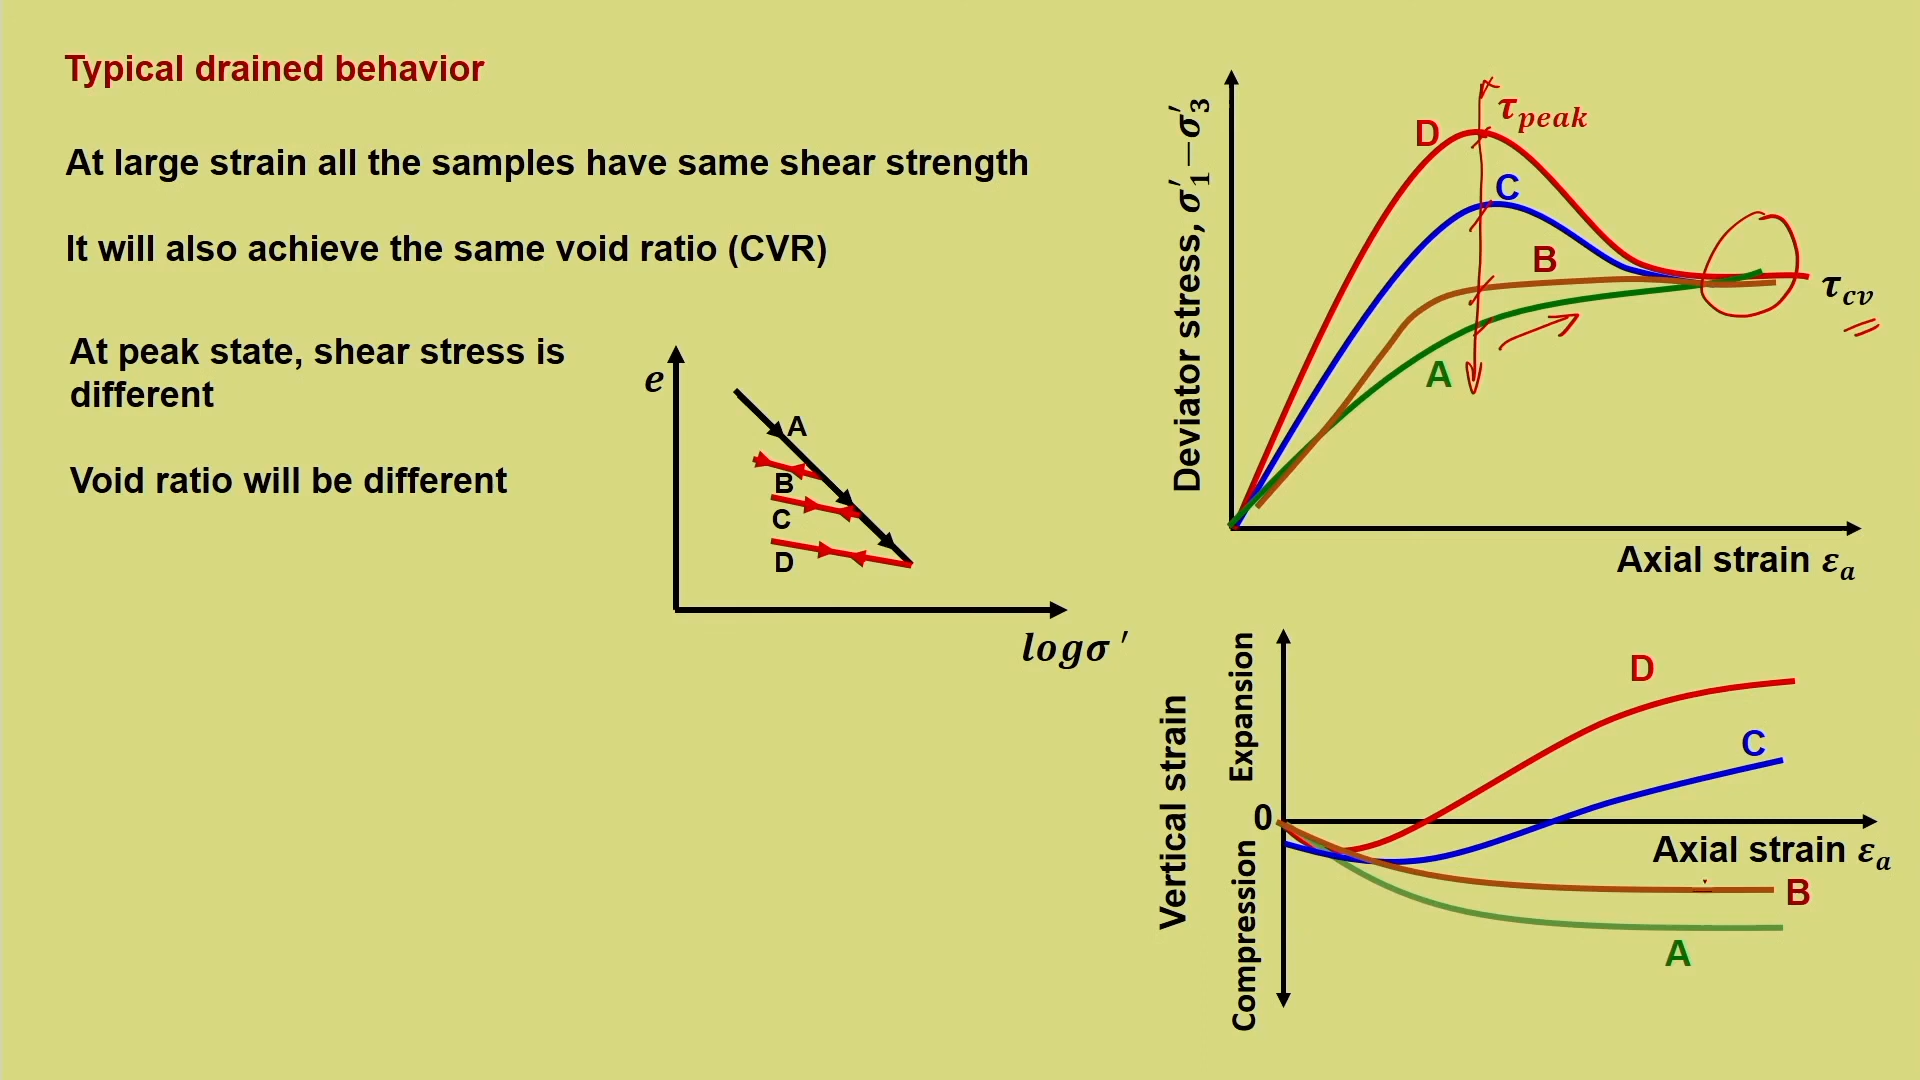 Typical drained behavior
At large strain all the samples have same shear strength
It will also achieve the same void ratio (CVR)
At peak state, shear stress is
different
Void ratio will be different
e
A
B
C
D
logσ ′
Deviator stress, σ′₁−σ′₃
τpeak
D
C
B
A
τcv
Axial strain εa
Vertical strain
Expansion
Compression
0
D
C
Axial strain εa
B
A